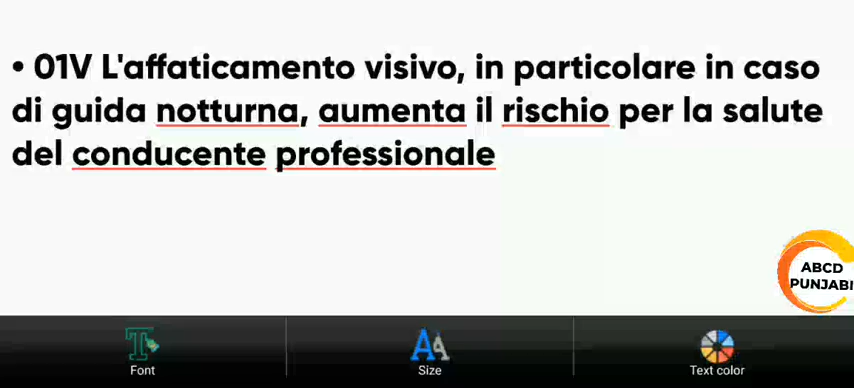 • 01V L'affaticamento visivo, in particolare in caso
di guida notturna, aumenta il rischio per la salute
del conducente professionale
ABCD
PUNJABI
Font
Size
Text color